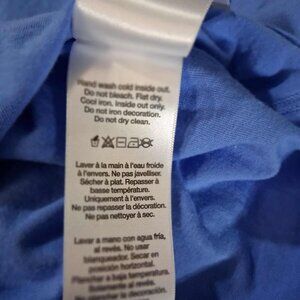 Hand wash cold inside out.
Do not bleach. Flat dry.
Cool iron, inside out only.
Do not iron decoration.
Do not dry clean.
Laver à la main à l'eau froide
à l'envers. Ne pas javelliser.
Sécher à plat. Repasser à
basse température.
Uniquement à l'envers.
Ne pas repasser la décoration.
Ne pas nettoyer à sec.
Lavar a mano con agua fría,
al revés. No usar
blanqueador. Secar en
posición horizontal.
Planchar a baja temperatura.